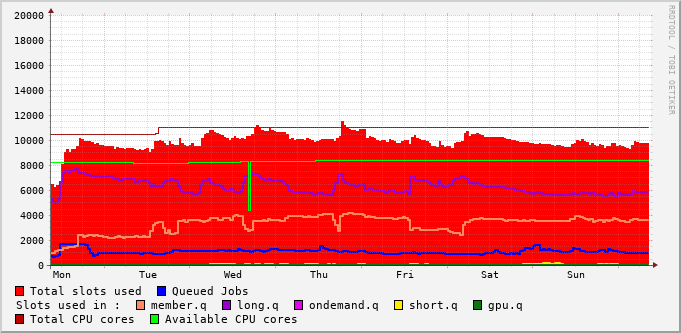 20000
18000
16000
14000
12000
10000
8000
6000
4000
2000
0
Mon Tue Wed Thu Fri Sat Sun
RRDTOOL / TOBI OETIKER
Total slots used Queued Jobs
Slots used in : member.q long.q ondemand.q short.q gpu.q
Total CPU cores Available CPU cores